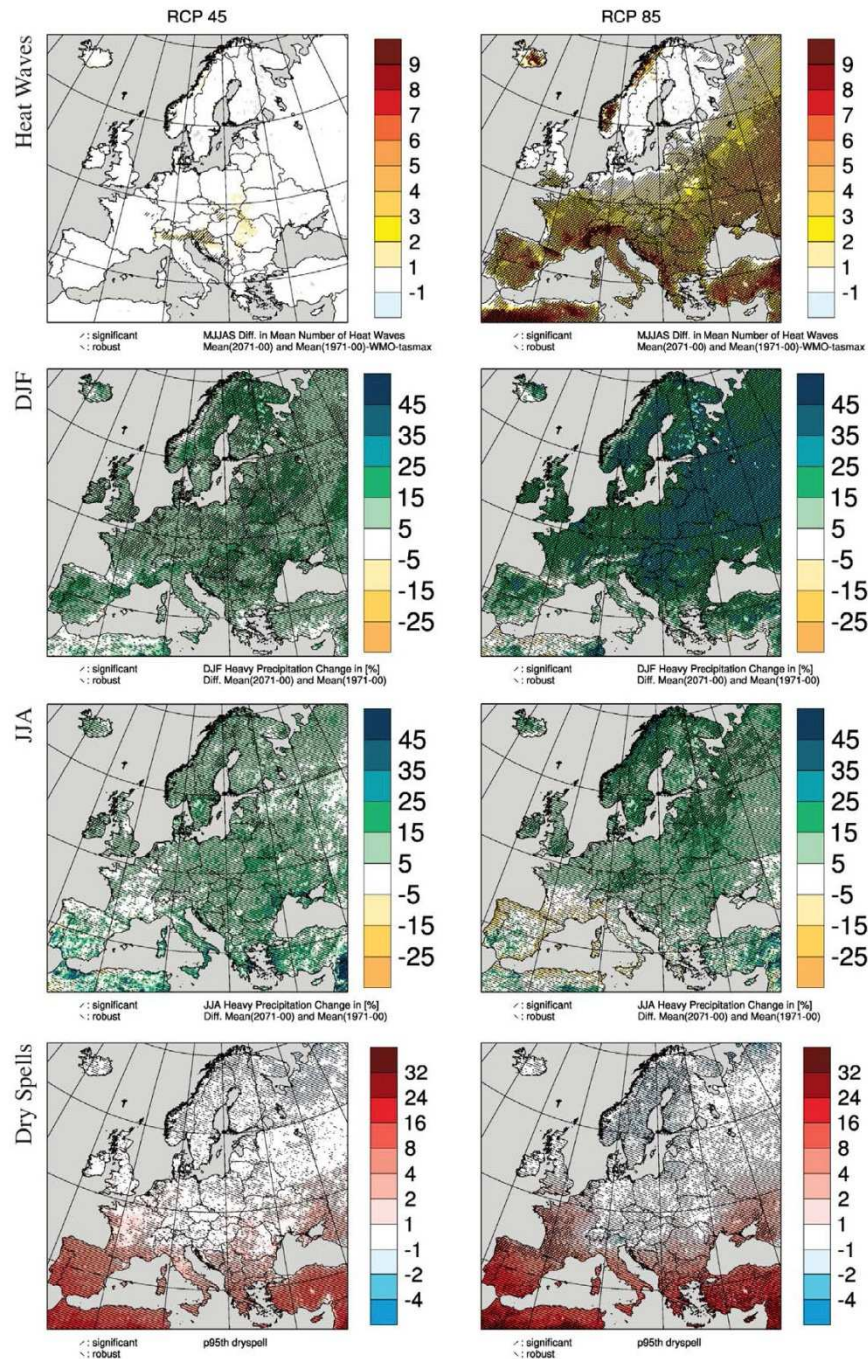 RCP 45
RCP 85
Heat Waves
9
8
7
6
5
4
3
2
1
-1
9
8
7
6
5
4
3
2
1
-1
⟋: significant
⟍: robust
MJJAS Diff. in Mean Number of Heat Waves
Mean(2071-00) and Mean(1971-00)-WMO-tasmax
⟋: significant
⟍: robust
MJJAS Diff. in Mean Number of Heat Waves
Mean(2071-00) and Mean(1971-00)-WMO-tasmax
DJF
45
35
25
15
5
-5
-15
-25
45
35
25
15
5
-5
-15
-25
⟋: significant
⟍: robust
DJF Heavy Precipitation Change in [%]
Diff. Mean(2071-00) and Mean(1971-00)
⟋: significant
⟍: robust
DJF Heavy Precipitation Change in [%]
Diff. Mean(2071-00) and Mean(1971-00)
JJA
45
35
25
15
5
-5
-15
-25
45
35
25
15
5
-5
-15
-25
⟋: significant
⟍: robust
JJA Heavy Precipitation Change in [%]
Diff. Mean(2071-00) and Mean(1971-00)
⟋: significant
⟍: robust
JJA Heavy Precipitation Change in [%]
Diff. Mean(2071-00) and Mean(1971-00)
Dry Spells
32
24
16
8
4
2
1
-1
-2
-4
32
24
16
8
4
2
1
-1
-2
-4
⟋: significant
⟍: robust
p95th dryspell
⟋: significant
⟍: robust
p95th dryspell